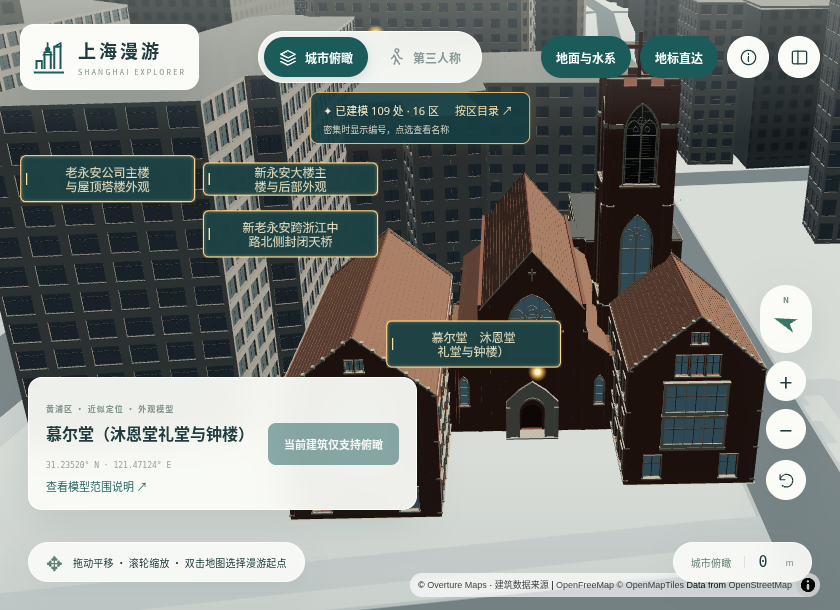 上海漫游
SHANGHAI EXPLORER
城市俯瞰
第三人称
地面与水系
地标直达
✦ 已建模 109 处 · 16 区 按区目录 ↗
密集时显示编号，点选查看名称
老永安公司主楼
与屋顶塔楼外观
新永安大楼主
楼与后部外观
新老永安跨浙江中
路北侧封闭天桥
慕尔堂 沐恩堂
礼堂与钟楼）
N
黄浦区 · 近似定位 · 外观模型
慕尔堂（沐恩堂礼堂与钟楼）
当前建筑仅支持俯瞰
31.23520° N · 121.47124° E
查看模型范围说明 ↗
拖动平移 · 滚轮缩放 · 双击地图选择漫游起点
城市俯瞰 0 m
© Overture Maps · 建筑数据来源 | OpenFreeMap © OpenMapTiles Data from OpenStreetMap